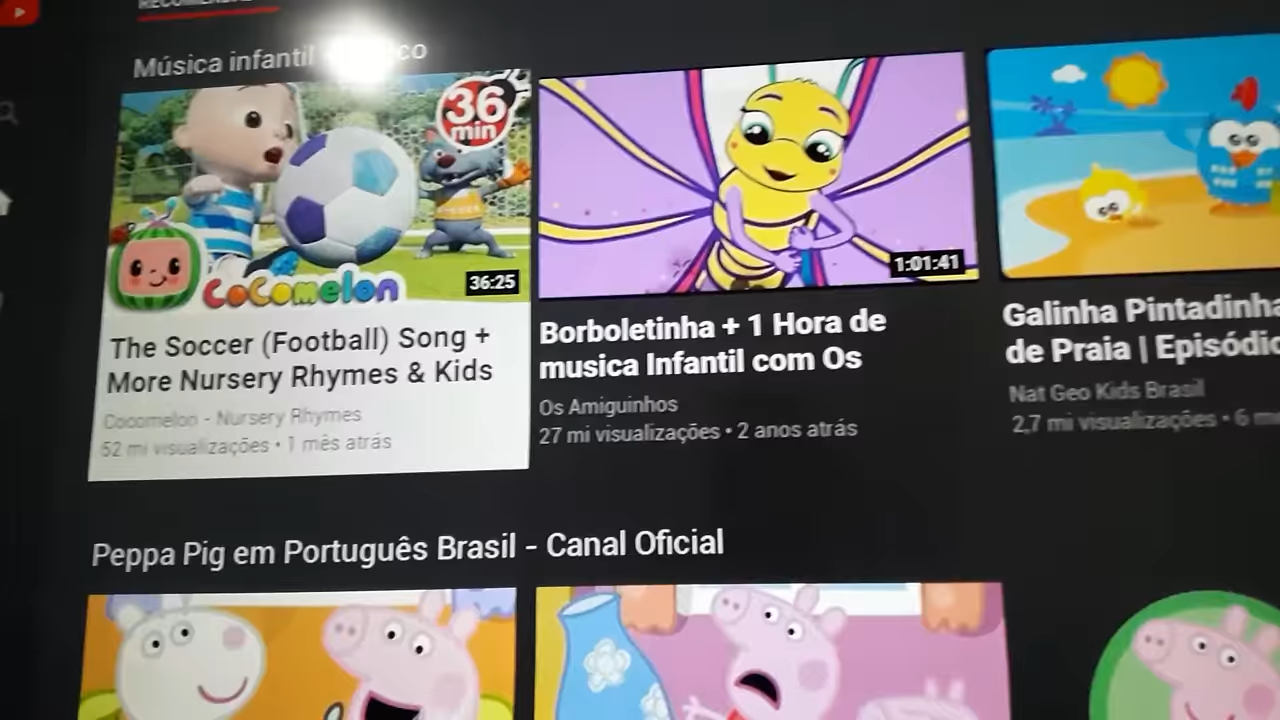 Música infantil
36
min
CoComelon
36:25
The Soccer (Football) Song +
More Nursery Rhymes & Kids
Cocomelon - Nursery Rhymes
52 mi visualizações • 1 mês atrás
1:01:41
Borboletinha + 1 Hora de
musica Infantil com Os
Os Amiguinhos
27 mi visualizações • 2 anos atrás
Galinha Pintadinha
de Praia | Episódio
Nat Geo Kids Brasil
2,7 mi visualizações • 6
Peppa Pig em Português Brasil - Canal Oficial